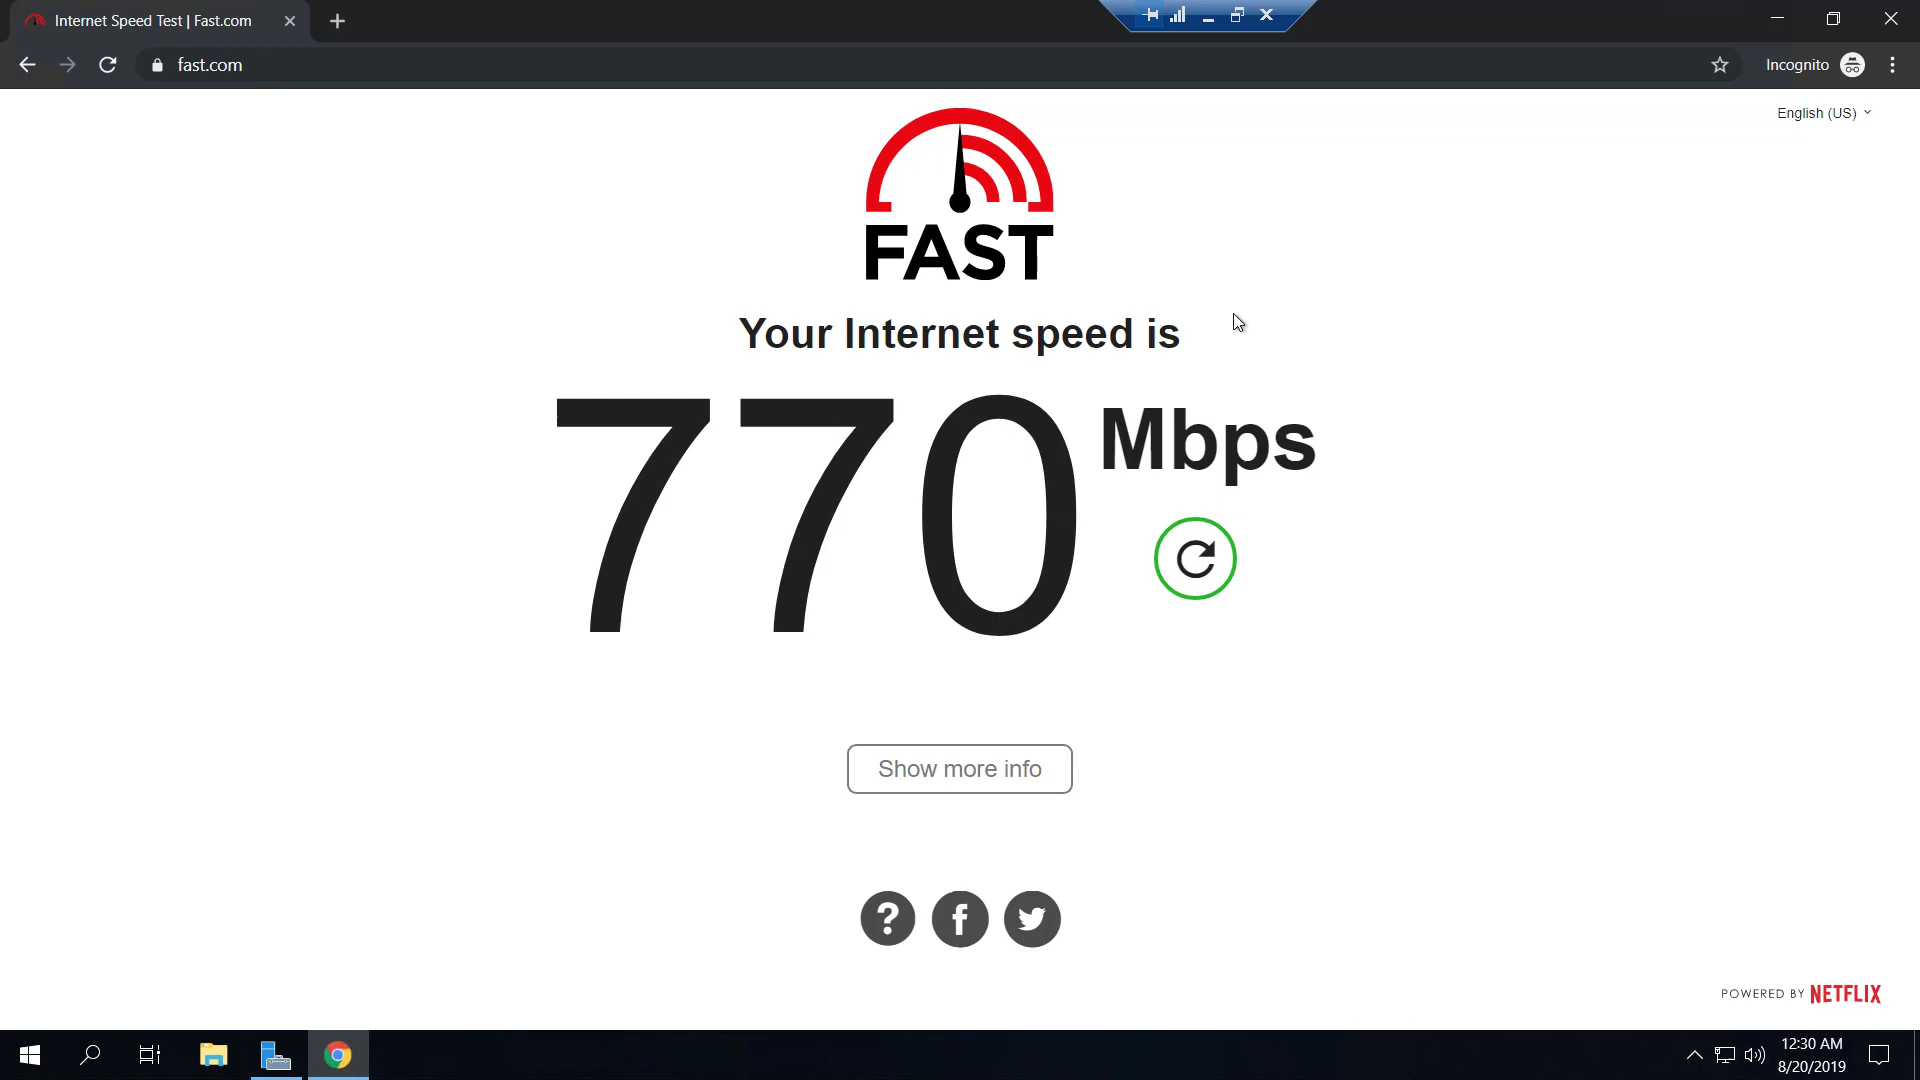 Internet Speed Test | Fast.com
fast.com
Incognito
English (US)
FAST
Your Internet speed is
770 Mbps
Show more info
POWERED BY NETFLIX
12:30 AM
8/20/2019